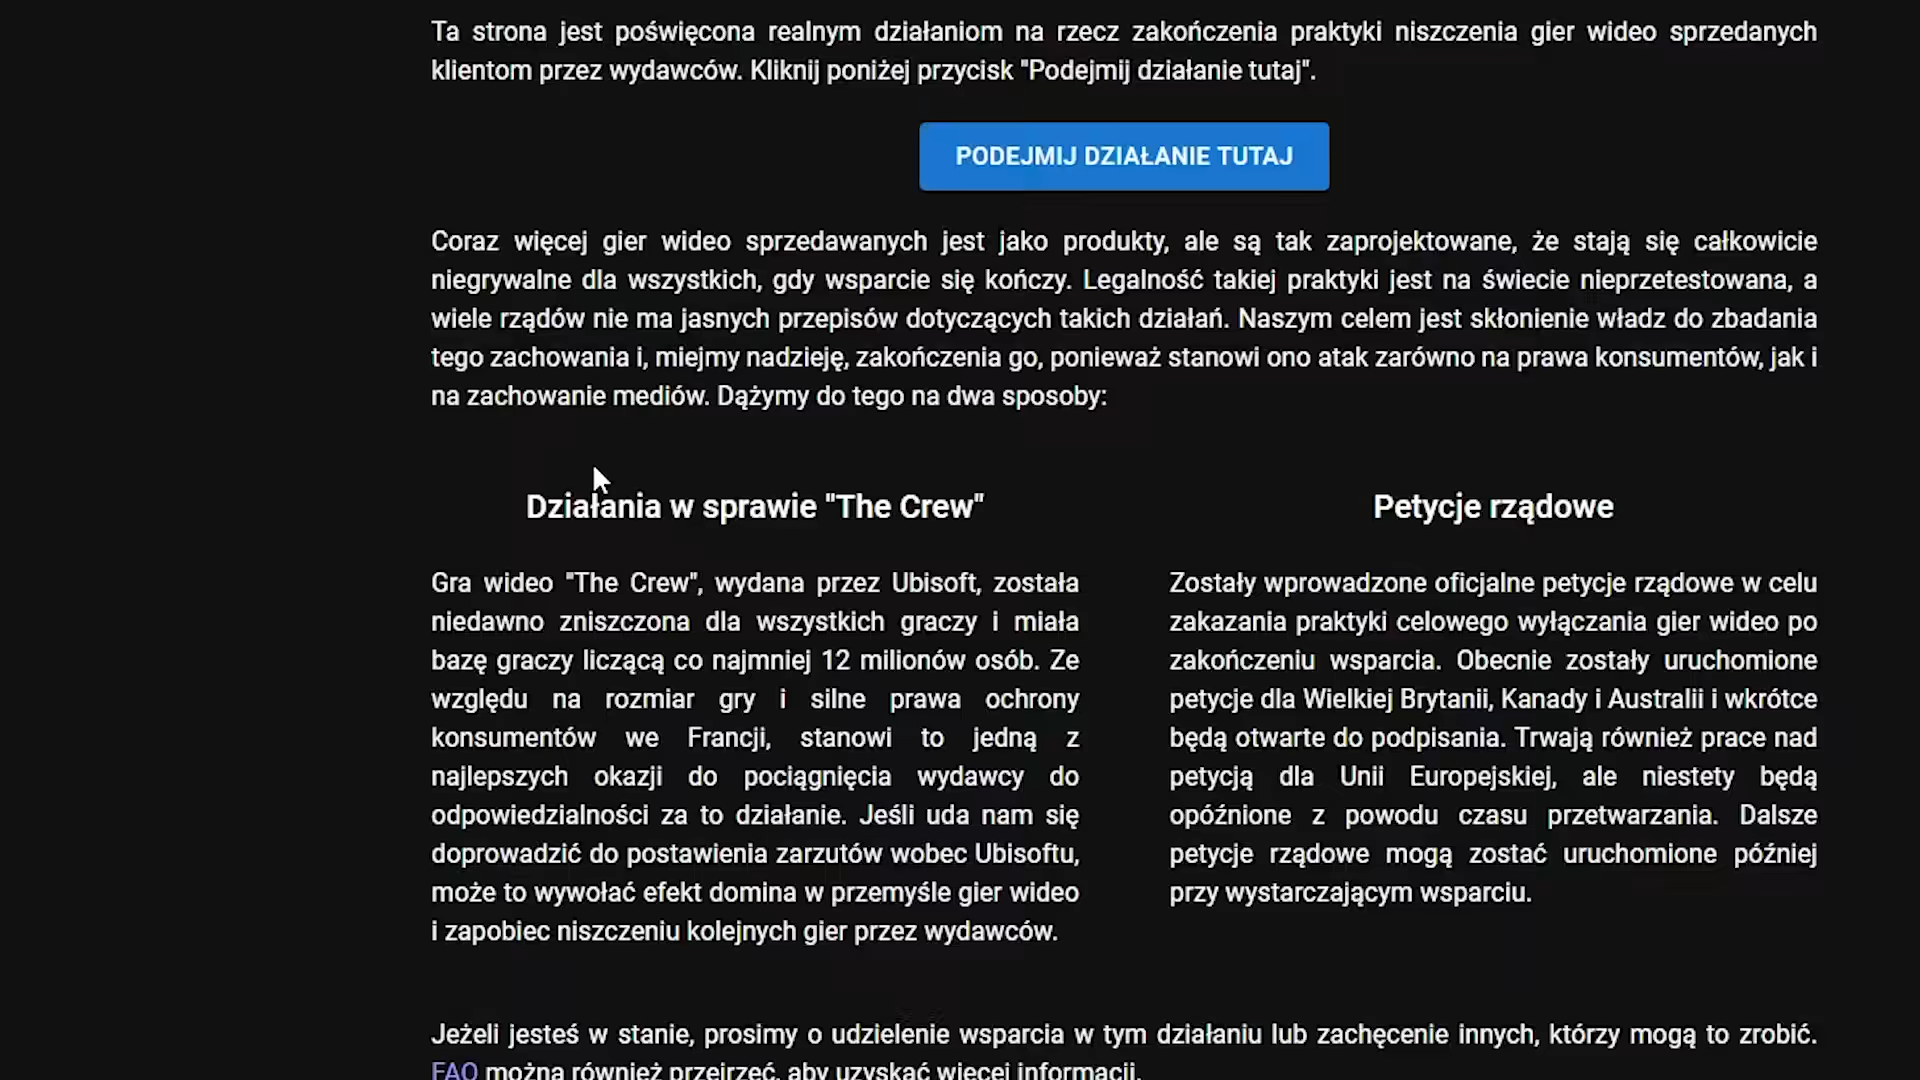 Ta strona jest poświęcona realnym działaniom na rzecz zakończenia praktyki niszczenia gier wideo sprzedanych
klientom przez wydawców. Kliknij poniżej przycisk "Podejmij działanie tutaj".
PODEJMIJ DZIAŁANIE TUTAJ
Coraz więcej gier wideo sprzedawanych jest jako produkty, ale są tak zaprojektowane, że stają się całkowicie
niegrywalne dla wszystkich, gdy wsparcie się kończy. Legalność takiej praktyki jest na świecie nieprzetestowana, a
wiele rządów nie ma jasnych przepisów dotyczących takich działań. Naszym celem jest skłonienie władz do zbadania
tego zachowania i, miejmy nadzieję, zakończenia go, ponieważ stanowi ono atak zarówno na prawa konsumentów, jak i
na zachowanie mediów. Dążymy do tego na dwa sposoby:
Działania w sprawie "The Crew"
Gra wideo "The Crew", wydana przez Ubisoft, została
niedawno zniszczona dla wszystkich graczy i miała
bazę graczy liczącą co najmniej 12 milionów osób. Ze
względu na rozmiar gry i silne prawa ochrony
konsumentów we Francji, stanowi to jedną z
najlepszych okazji do pociągnięcia wydawcy do
odpowiedzialności za to działanie. Jeśli uda nam się
doprowadzić do postawienia zarzutów wobec Ubisoftu,
może to wywołać efekt domina w przemyśle gier wideo
i zapobiec niszczeniu kolejnych gier przez wydawców.
Petycje rządowe
Zostały wprowadzone oficjalne petycje rządowe w celu
zakazania praktyki celowego wyłączania gier wideo po
zakończeniu wsparcia. Obecnie zostały uruchomione
petycje dla Wielkiej Brytanii, Kanady i Australii i wkrótce
będą otwarte do podpisania. Trwają również prace nad
petycją dla Unii Europejskiej, ale niestety będą
opóźnione z powodu czasu przetwarzania. Dalsze
petycje rządowe mogą zostać uruchomione później
przy wystarczającym wsparciu.
Jeżeli jesteś w stanie, prosimy o udzielenie wsparcia w tym działaniu lub zachęcenie innych, którzy mogą to zrobić.
FAQ można również przejrzeć, aby uzyskać więcej informacji.